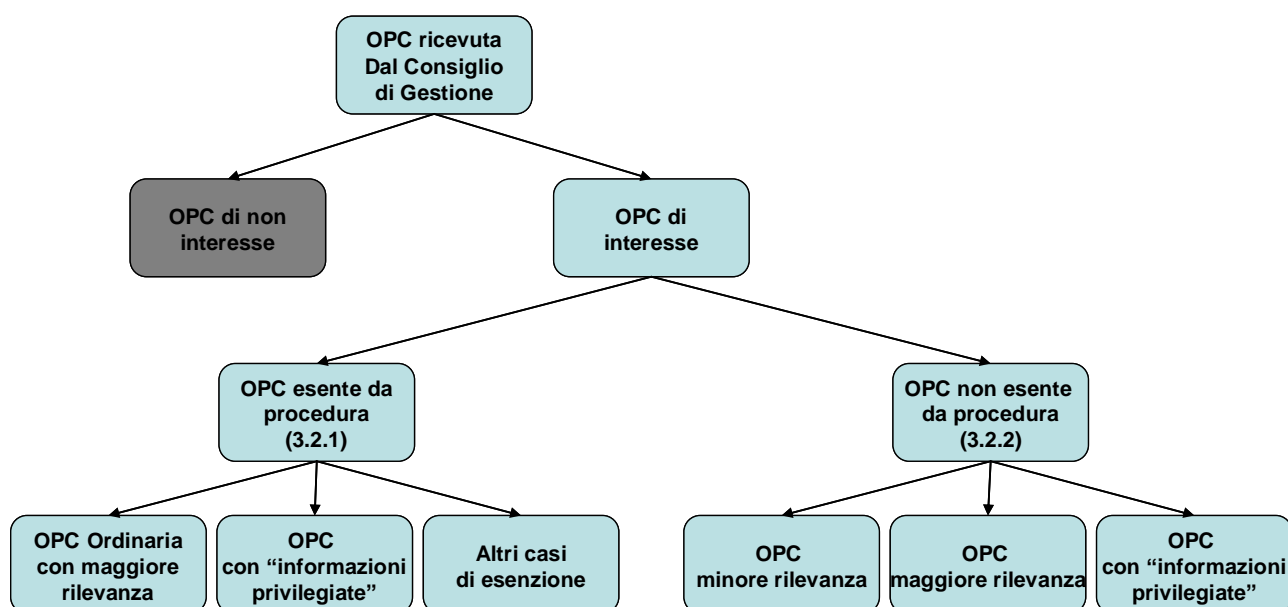 OPC ricevuta
Dal Consiglio
di Gestione
OPC di non
interesse
OPC di
interesse
OPC esente da
procedura
(3.2.1)
OPC non esente
da procedura
(3.2.2)
OPC Ordinaria
con maggiore
rilevanza
OPC
con “informazioni
privilegiate”
Altri casi
di esenzione
OPC
minore rilevanza
OPC
maggiore rilevanza
OPC
con “informazioni
privilegiate”